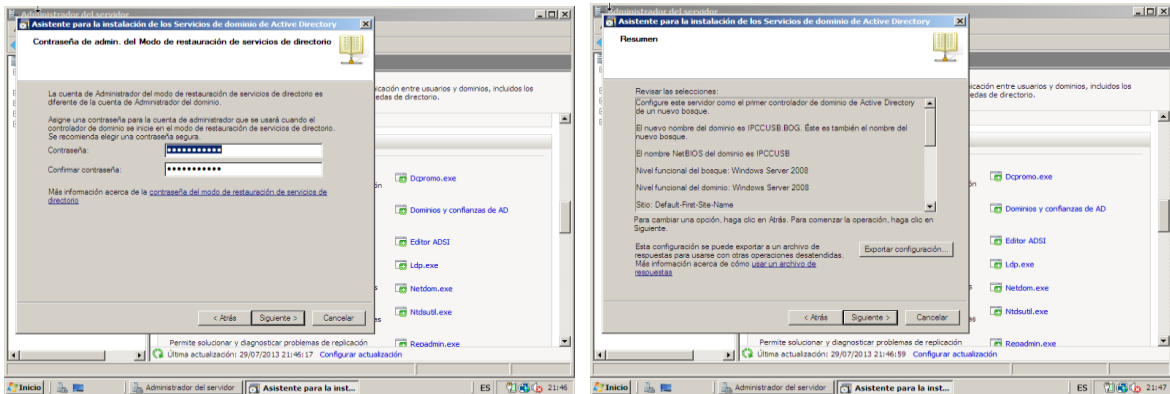 Administrador del servidor
Asistente para la instalación de los Servicios de dominio de Active Directory
Contraseña de admin. del Modo de restauración de servicios de directorio
La cuenta de Administrador del modo de restauración de servicios de directorio es
diferente de la cuenta de Administrador del dominio.
Asigne una contraseña para la cuenta de administrador que se usará cuando el
controlador de dominio se inicie en el modo de restauración de servicios de directorio.
Se recomienda elegir una contraseña segura.
Contraseña:
Confirmar contraseña:
Más información acerca de la contraseña del modo de restauración de servicios de
directorio
< Atrás
Siguiente >
Cancelar
icación entre usuarios y dominios, incluidos los
edas de directorio.
Dcpromo.exe
Dominios y confianzas de AD
Editor ADSI
Ldp.exe
Netdom.exe
Ntdsutil.exe
Permite solucionar y diagnosticar problemas de replicación
Repadmin.exe
Última actualización: 29/07/2013 21:46:17 Configurar actualización
Inicio
Administrador del servidor
Asistente para la inst...
ES
21:46
Administrador del servidor
Asistente para la instalación de los Servicios de dominio de Active Directory
Resumen
Revisar las selecciones:
Configure este servidor como el primer controlador de dominio de Active Directory
de un nuevo bosque.
El nuevo nombre del dominio es IPCCUSB.BOG. Éste es también el nombre del
nuevo bosque.
El nombre NetBIOS del dominio es IPCCUSB
Nivel funcional del bosque: Windows Server 2008
Nivel funcional del dominio: Windows Server 2008
Sitio: Default-First-Site-Name
Para cambiar una opción, haga clic en Atrás. Para comenzar la operación, haga clic en
Siguiente.
Esta configuración se puede exportar a un archivo de
respuestas para usarse con otras operaciones desatendidas.
Más información acerca de cómo usar un archivo de
respuestas
Exportar configuración...
< Atrás
Siguiente >
Cancelar
icación entre usuarios y dominios, incluidos los
edas de directorio.
Dcpromo.exe
Dominios y confianzas de AD
Editor ADSI
Ldp.exe
Netdom.exe
Ntdsutil.exe
Permite solucionar y diagnosticar problemas de replicación
Repadmin.exe
Última actualización: 29/07/2013 21:46:59 Configurar actualización
Inicio
Administrador del servidor
Asistente para la inst...
ES
21:47